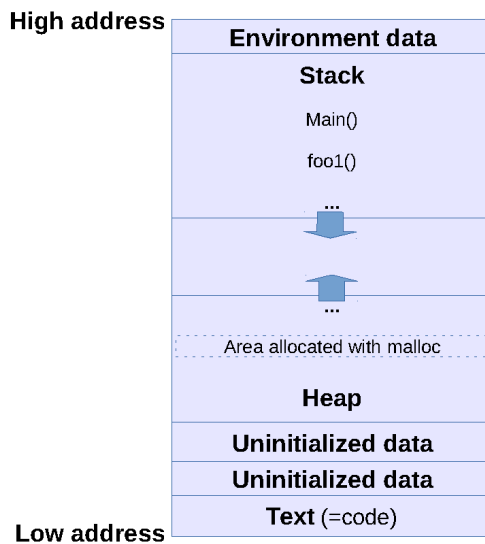 High address
Environment data
Stack
Main()
foo1()
...
...
Area allocated with malloc
Heap
Uninitialized data
Uninitialized data
Text (=code)
Low address